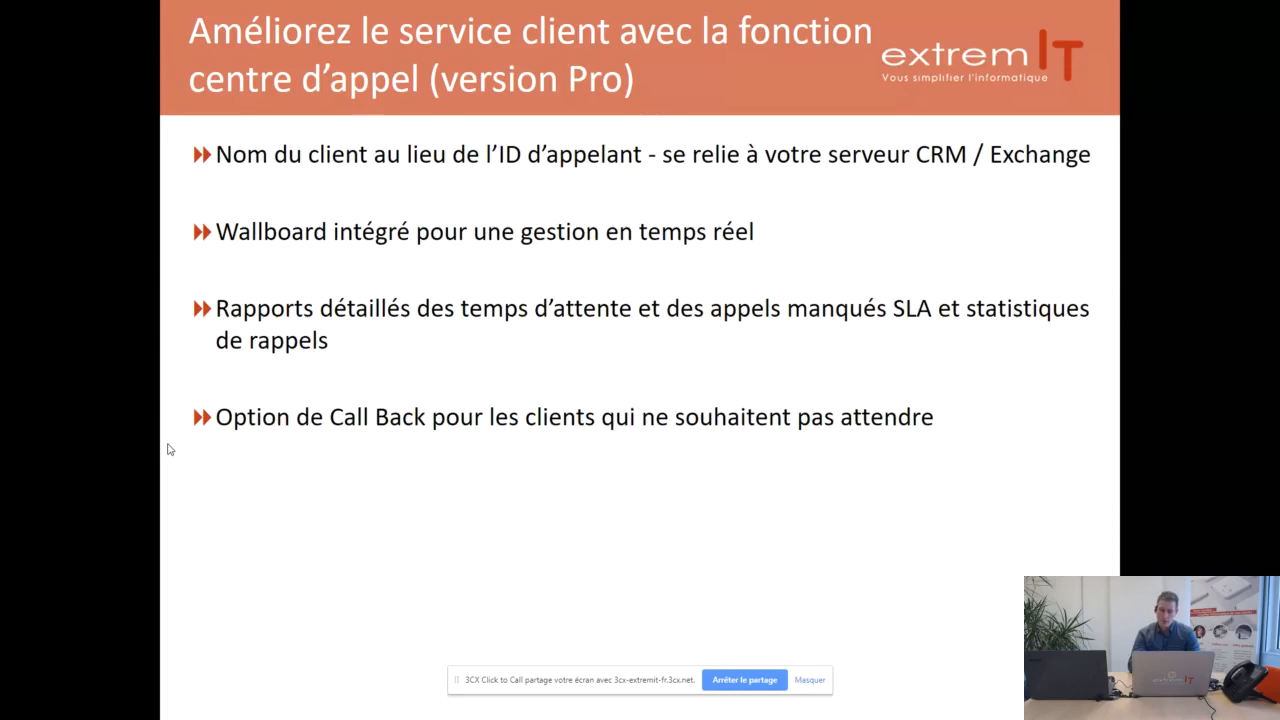 Améliorez le service client avec la fonction
centre d’appel (version Pro)
extremIT
Vous simplifier l'informatique
Nom du client au lieu de l’ID d’appelant - se relie à votre serveur CRM / Exchange
Wallboard intégré pour une gestion en temps réel
Rapports détaillés des temps d’attente et des appels manqués SLA et statistiques
de rappels
Option de Call Back pour les clients qui ne souhaitent pas attendre
3CX Click to Call partage votre écran avec 3cx-extremit-fr.3cx.net.
Arrêter le partage
Masquer
extremIT